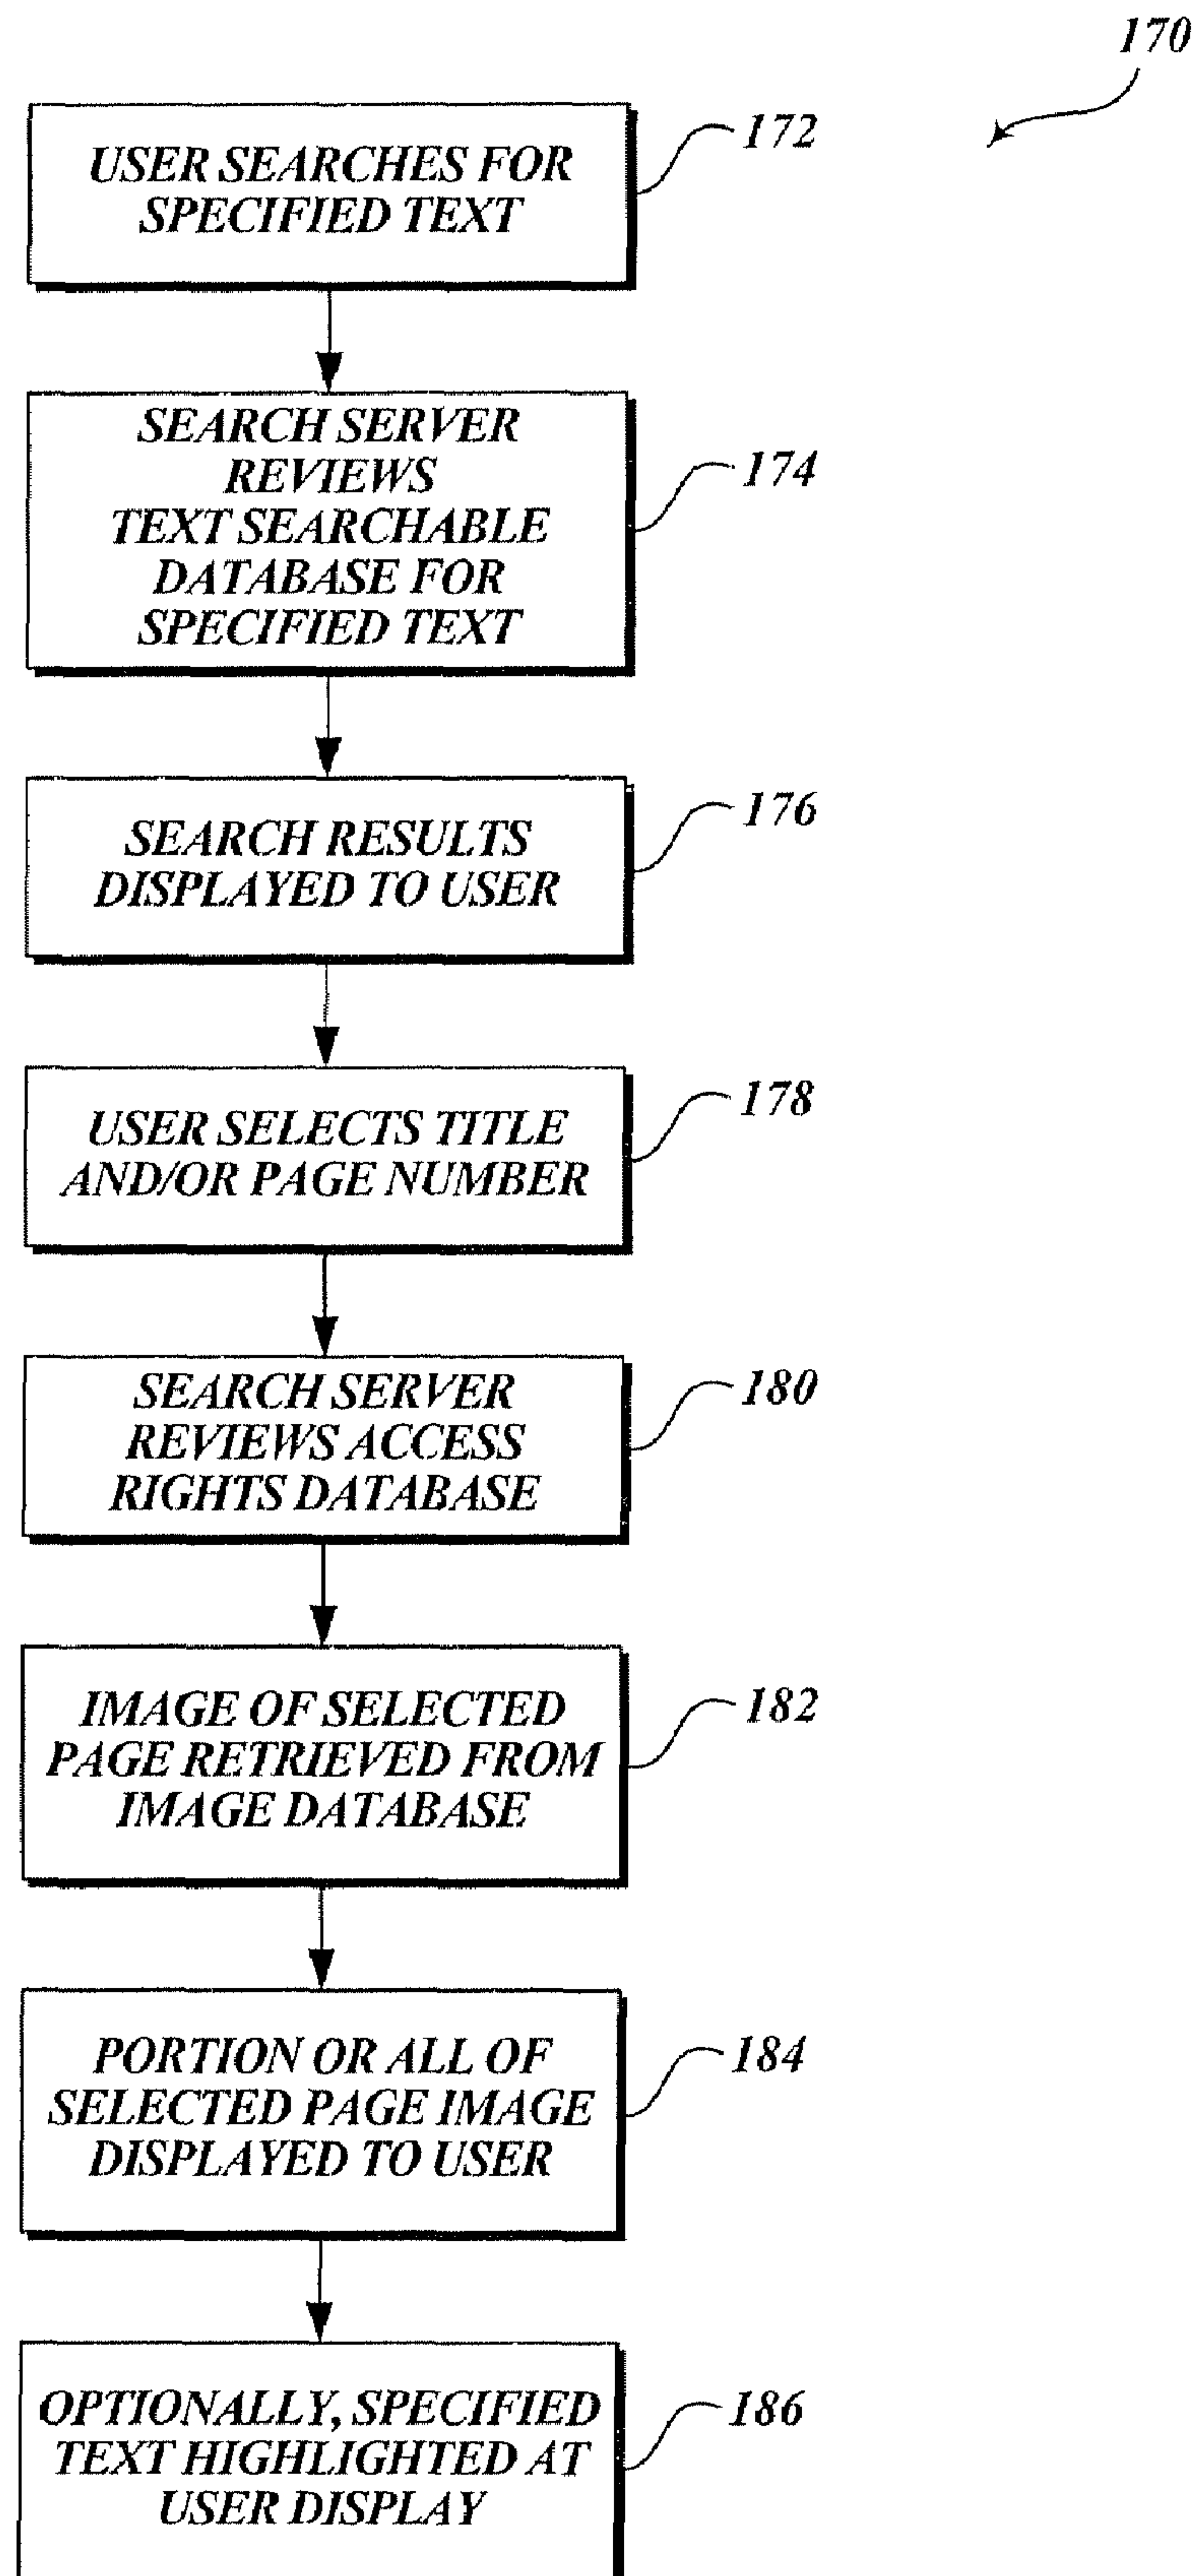 170
USER SEARCHES FOR
SPECIFIED TEXT
172
SEARCH SERVER
REVIEWS
TEXT SEARCHABLE
DATABASE FOR
SPECIFIED TEXT
174
SEARCH RESULTS
DISPLAYED TO USER
176
USER SELECTS TITLE
AND/OR PAGE NUMBER
178
SEARCH SERVER
REVIEWS ACCESS
RIGHTS DATABASE
180
IMAGE OF SELECTED
PAGE RETRIEVED FROM
IMAGE DATABASE
182
PORTION OR ALL OF
SELECTED PAGE IMAGE
DISPLAYED TO USER
184
OPTIONALLY, SPECIFIED
TEXT HIGHLIGHTED AT
USER DISPLAY
186